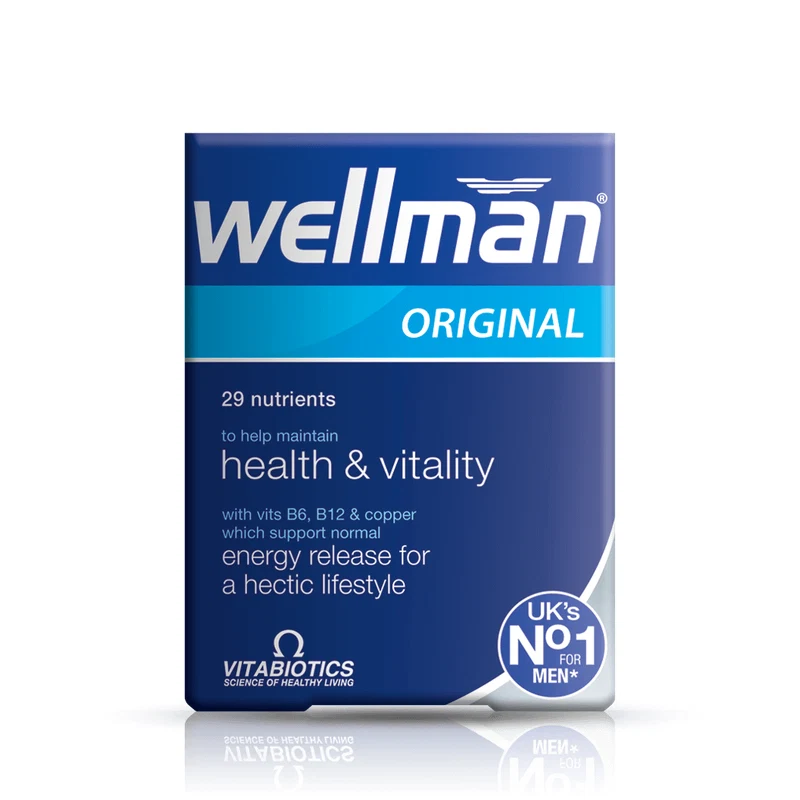 wellman®
ORIGINAL
29 nutrients
to help maintain
health & vitality
with vits B6, B12 & copper
which support normal
energy release for
a hectic lifestyle
UK's
No1
FOR
MEN*
VITABIOTICS
SCIENCE OF HEALTHY LIVING